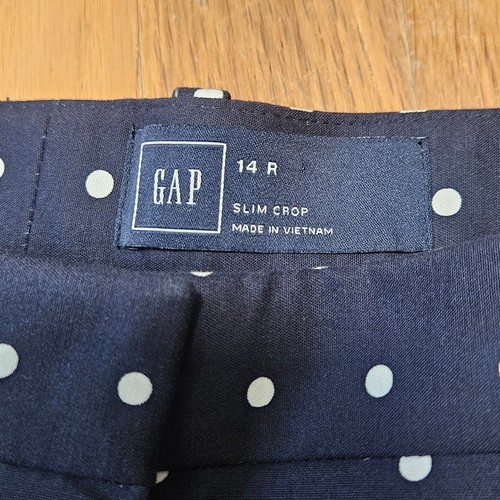 GAP
14 R
SLIM CROP
MADE IN VIETNAM